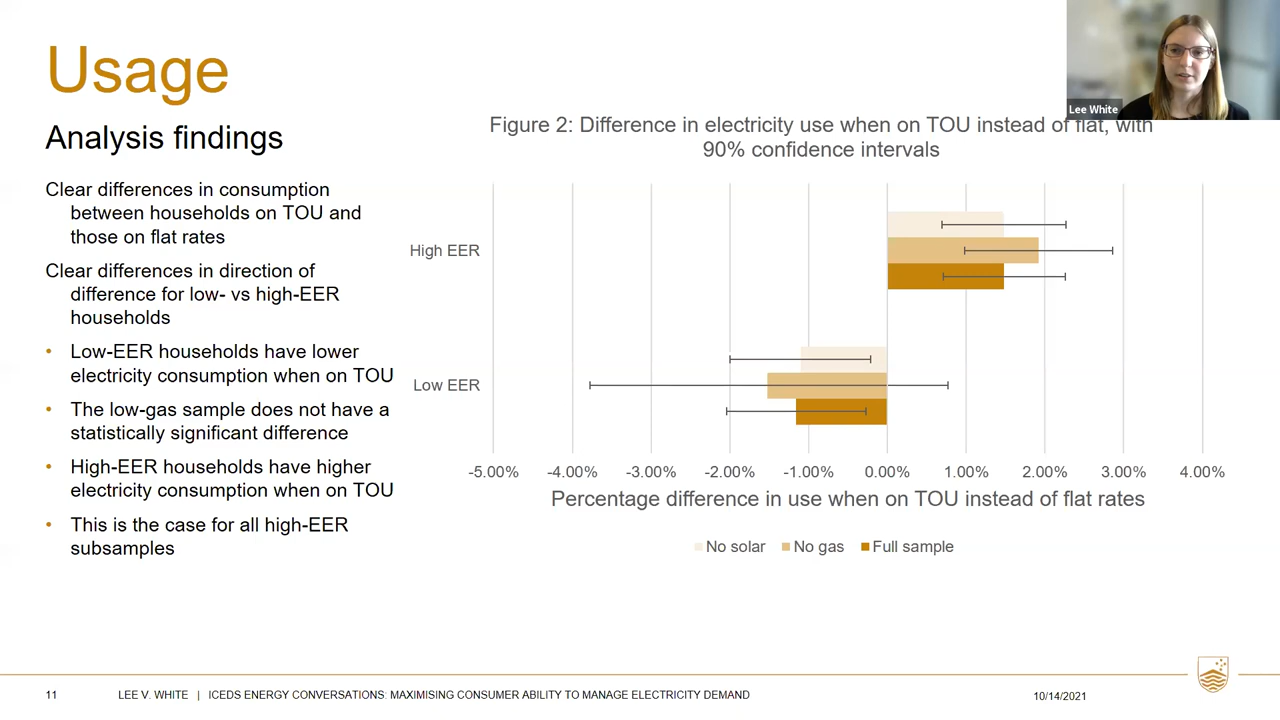 Usage
Analysis findings
Clear differences in consumption
between households on TOU and
those on flat rates
Clear differences in direction of
difference for low- vs high-EER
households
• Low-EER households have lower
electricity consumption when on TOU
• The low-gas sample does not have a
statistically significant difference
• High-EER households have higher
electricity consumption when on TOU
• This is the case for all high-EER
subsamples
Lee White
Figure 2: Difference in electricity use when on TOU instead of flat, with
90% confidence intervals
High EER
Low EER
-5.00% -4.00% -3.00% -2.00% -1.00% 0.00% 1.00% 2.00% 3.00% 4.00%
Percentage difference in use when on TOU instead of flat rates
No solar No gas Full sample
11 LEE V. WHITE | ICEDS ENERGY CONVERSATIONS: MAXIMISING CONSUMER ABILITY TO MANAGE ELECTRICITY DEMAND 10/14/2021